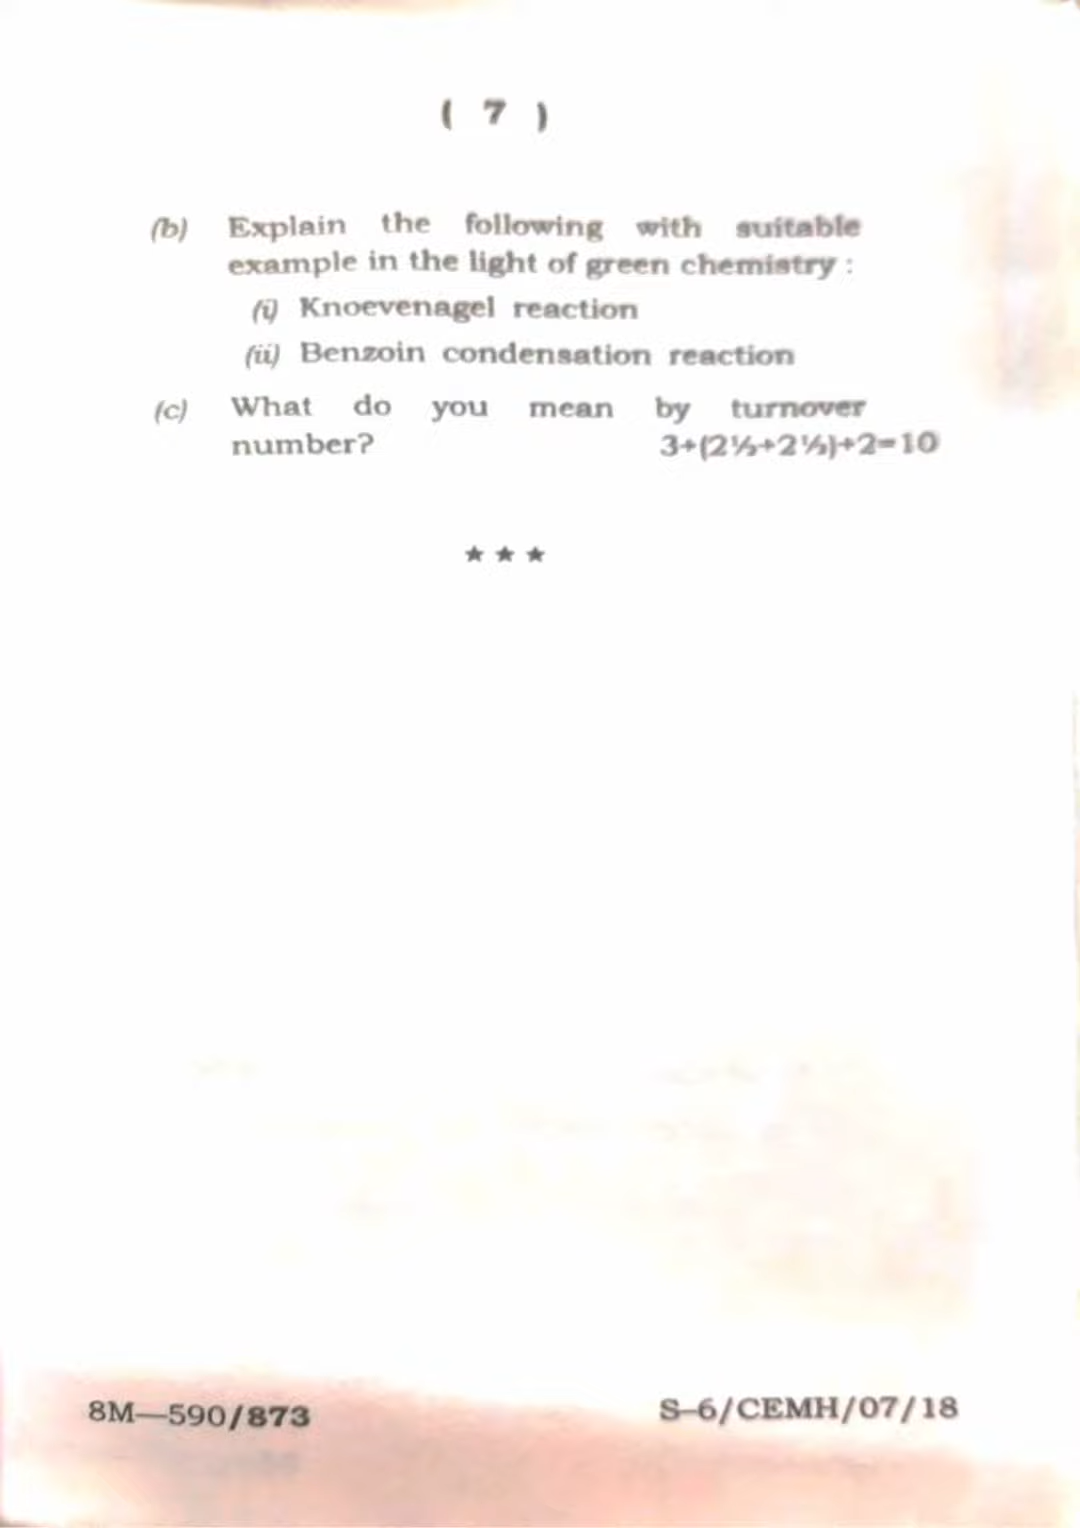 ( 7 )
(b) Explain the following with suitable
example in the light of green chemistry :
(i) Knoevenagel reaction
(ii) Benzoin condensation reaction
(c) What do you mean by turnover
number? 3+(2½+2½)+2=10
★ ★ ★
8M—590/873 S–6/CEMH/07/18